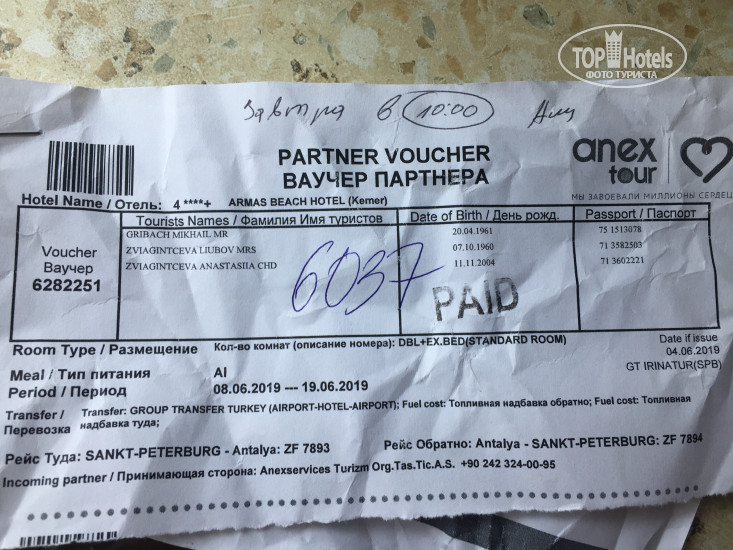 TOP Hotels
ФОТО ТУРИСТА
Завтра в 10:00
PARTNER VOUCHER
ВАУЧЕР ПАРТНЕРА
anex
tour
МЫ ЗАВОЕВАЛИ МИЛЛИОНЫ СЕРДЕЦ
Hotel Name / Отель: 4 ****+ ARMAS BEACH HOTEL (Kemer)
Voucher
Ваучер
6282251
Tourists Names / Фамилия Имя туристов Date of Birth / День рожд. Passport / Паспорт
GRIBACH MIKHAIL MR 20.04.1961 75 1513078
ZVIAGINTCEVA LIUBOV MRS 07.10.1960 71 3582503
ZVIAGINTCEVA ANASTASIIA CHD 11.11.2004 71 3602221
6037
PAID
Room Type / Размещение Кол-во комнат (описание номера): DBL+EX.BED(STANDARD ROOM)
Date if issue
04.06.2019
GT IRINATUR(SPB)
Meal / Тип питания AI
Period / Период 08.06.2019 --- 19.06.2019
Transfer / Перевозка Transfer: GROUP TRANSFER TURKEY (AIRPORT-HOTEL-AIRPORT); Fuel cost: Топливная надбавка обратно; Fuel cost: Топливная
надбавка туда;
Рейс Туда: SANKT-PETERBURG - Antalya: ZF 7893 Рейс Обратно: Antalya - SANKT-PETERBURG: ZF 7894
Incoming partner / Принимающая сторона: Anexservices Turizm Org.Tas.Tic.A.S. +90 242 324-00-95